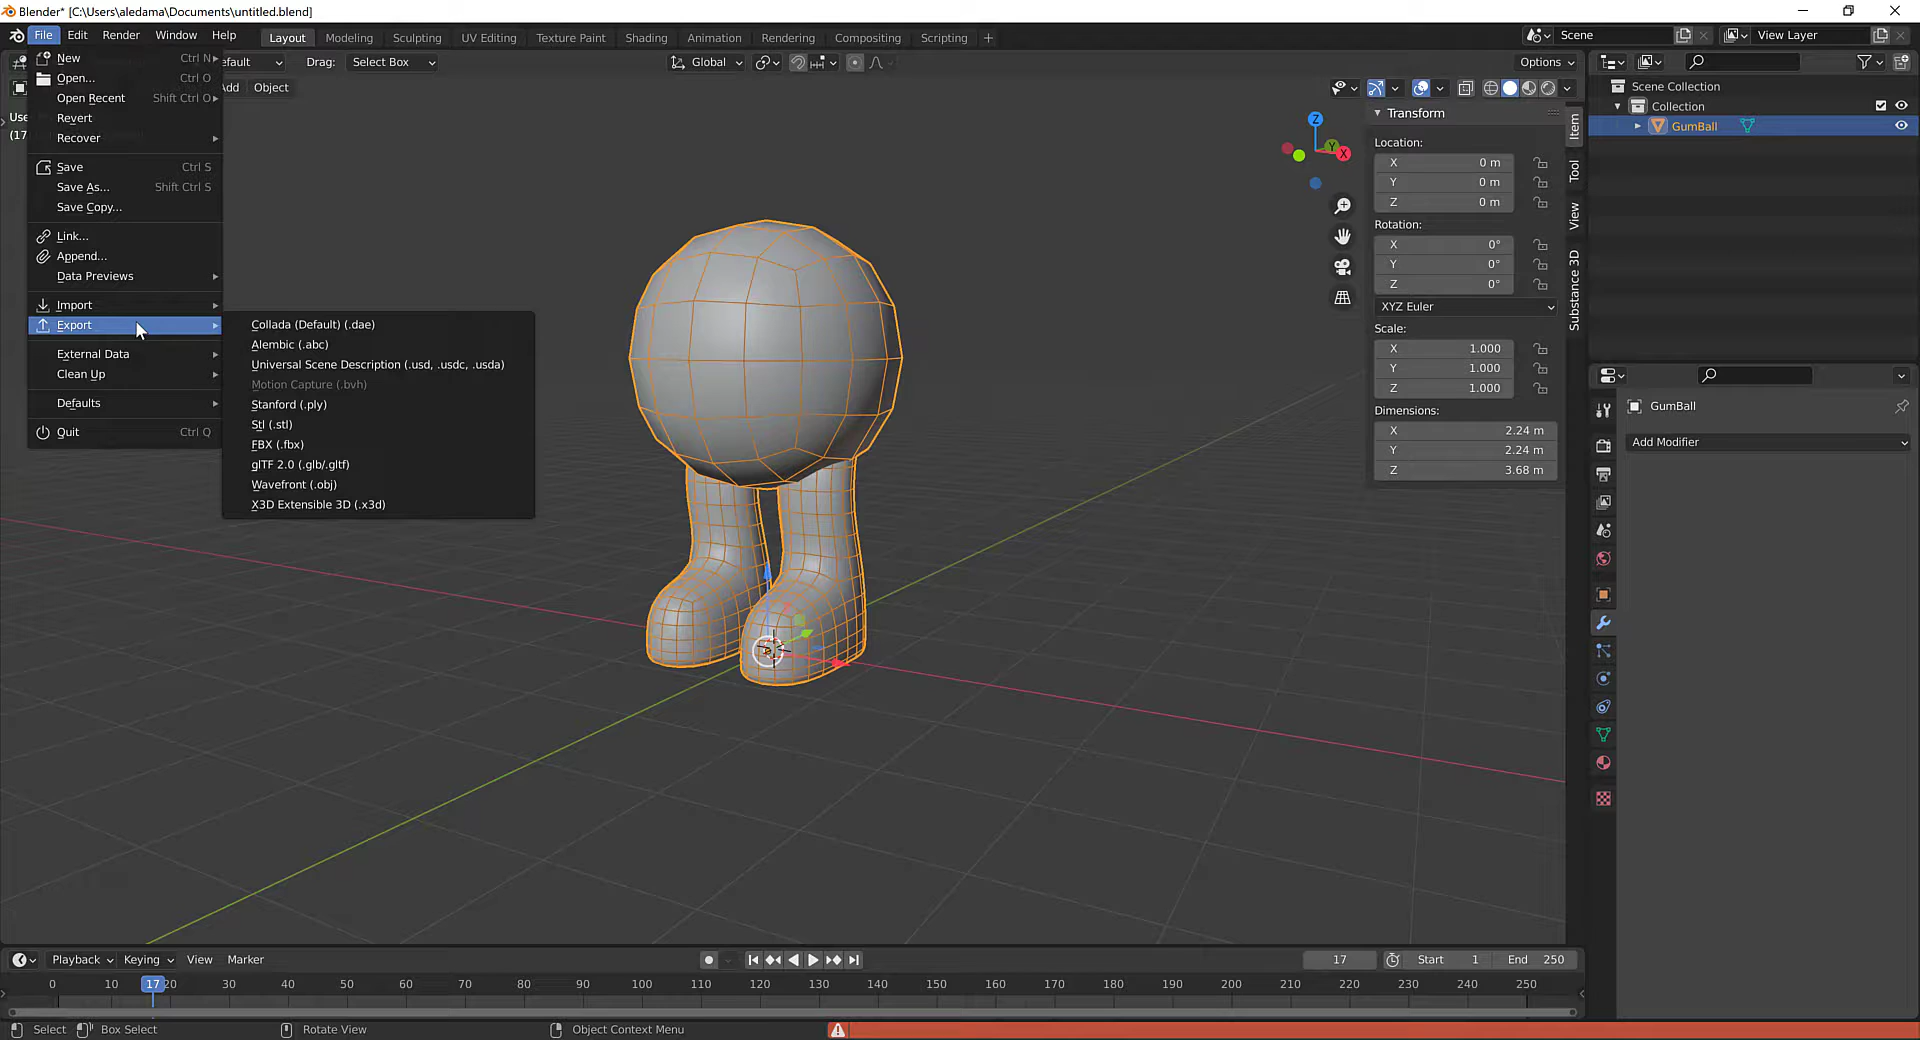 Blender* [C:\Users\aledama\Documents\untitled.blend]
File Edit Render Window Help
Layout Modeling Sculpting UV Editing Texture Paint Shading Animation Rendering Compositing Scripting +
Scene
View Layer
New Ctrl N
Open... Ctrl O
Open Recent Shift Ctrl O
Revert
Recover
Save Ctrl S
Save As... Shift Ctrl S
Save Copy...
Link...
Append...
Data Previews
Import
Export
External Data
Clean Up
Defaults
Quit Ctrl Q
Collada (Default) (.dae)
Alembic (.abc)
Universal Scene Description (.usd, .usdc, .usda)
Motion Capture (.bvh)
Stanford (.ply)
Stl (.stl)
FBX (.fbx)
glTF 2.0 (.glb/.gltf)
Wavefront (.obj)
X3D Extensible 3D (.x3d)
efault Drag: Select Box Global Options
dd Object
Use
(17
Z
Y
X
Transform
Location:
X 0 m
Y 0 m
Z 0 m
Rotation:
X 0°
Y 0°
Z 0°
XYZ Euler
Scale:
X 1.000
Y 1.000
Z 1.000
Dimensions:
X 2.24 m
Y 2.24 m
Z 3.68 m
Item
Tool
View
Substance 3D
Scene Collection
Collection
GumBall
GumBall
Add Modifier
Playback Keying View Marker
17 Start 1 End 250
0 10 17 20 30 40 50 60 70 80 90 100 110 120 130 140 150 160 170 180 190 200 210 220 230 240 250
Select Box Select Rotate View Object Context Menu